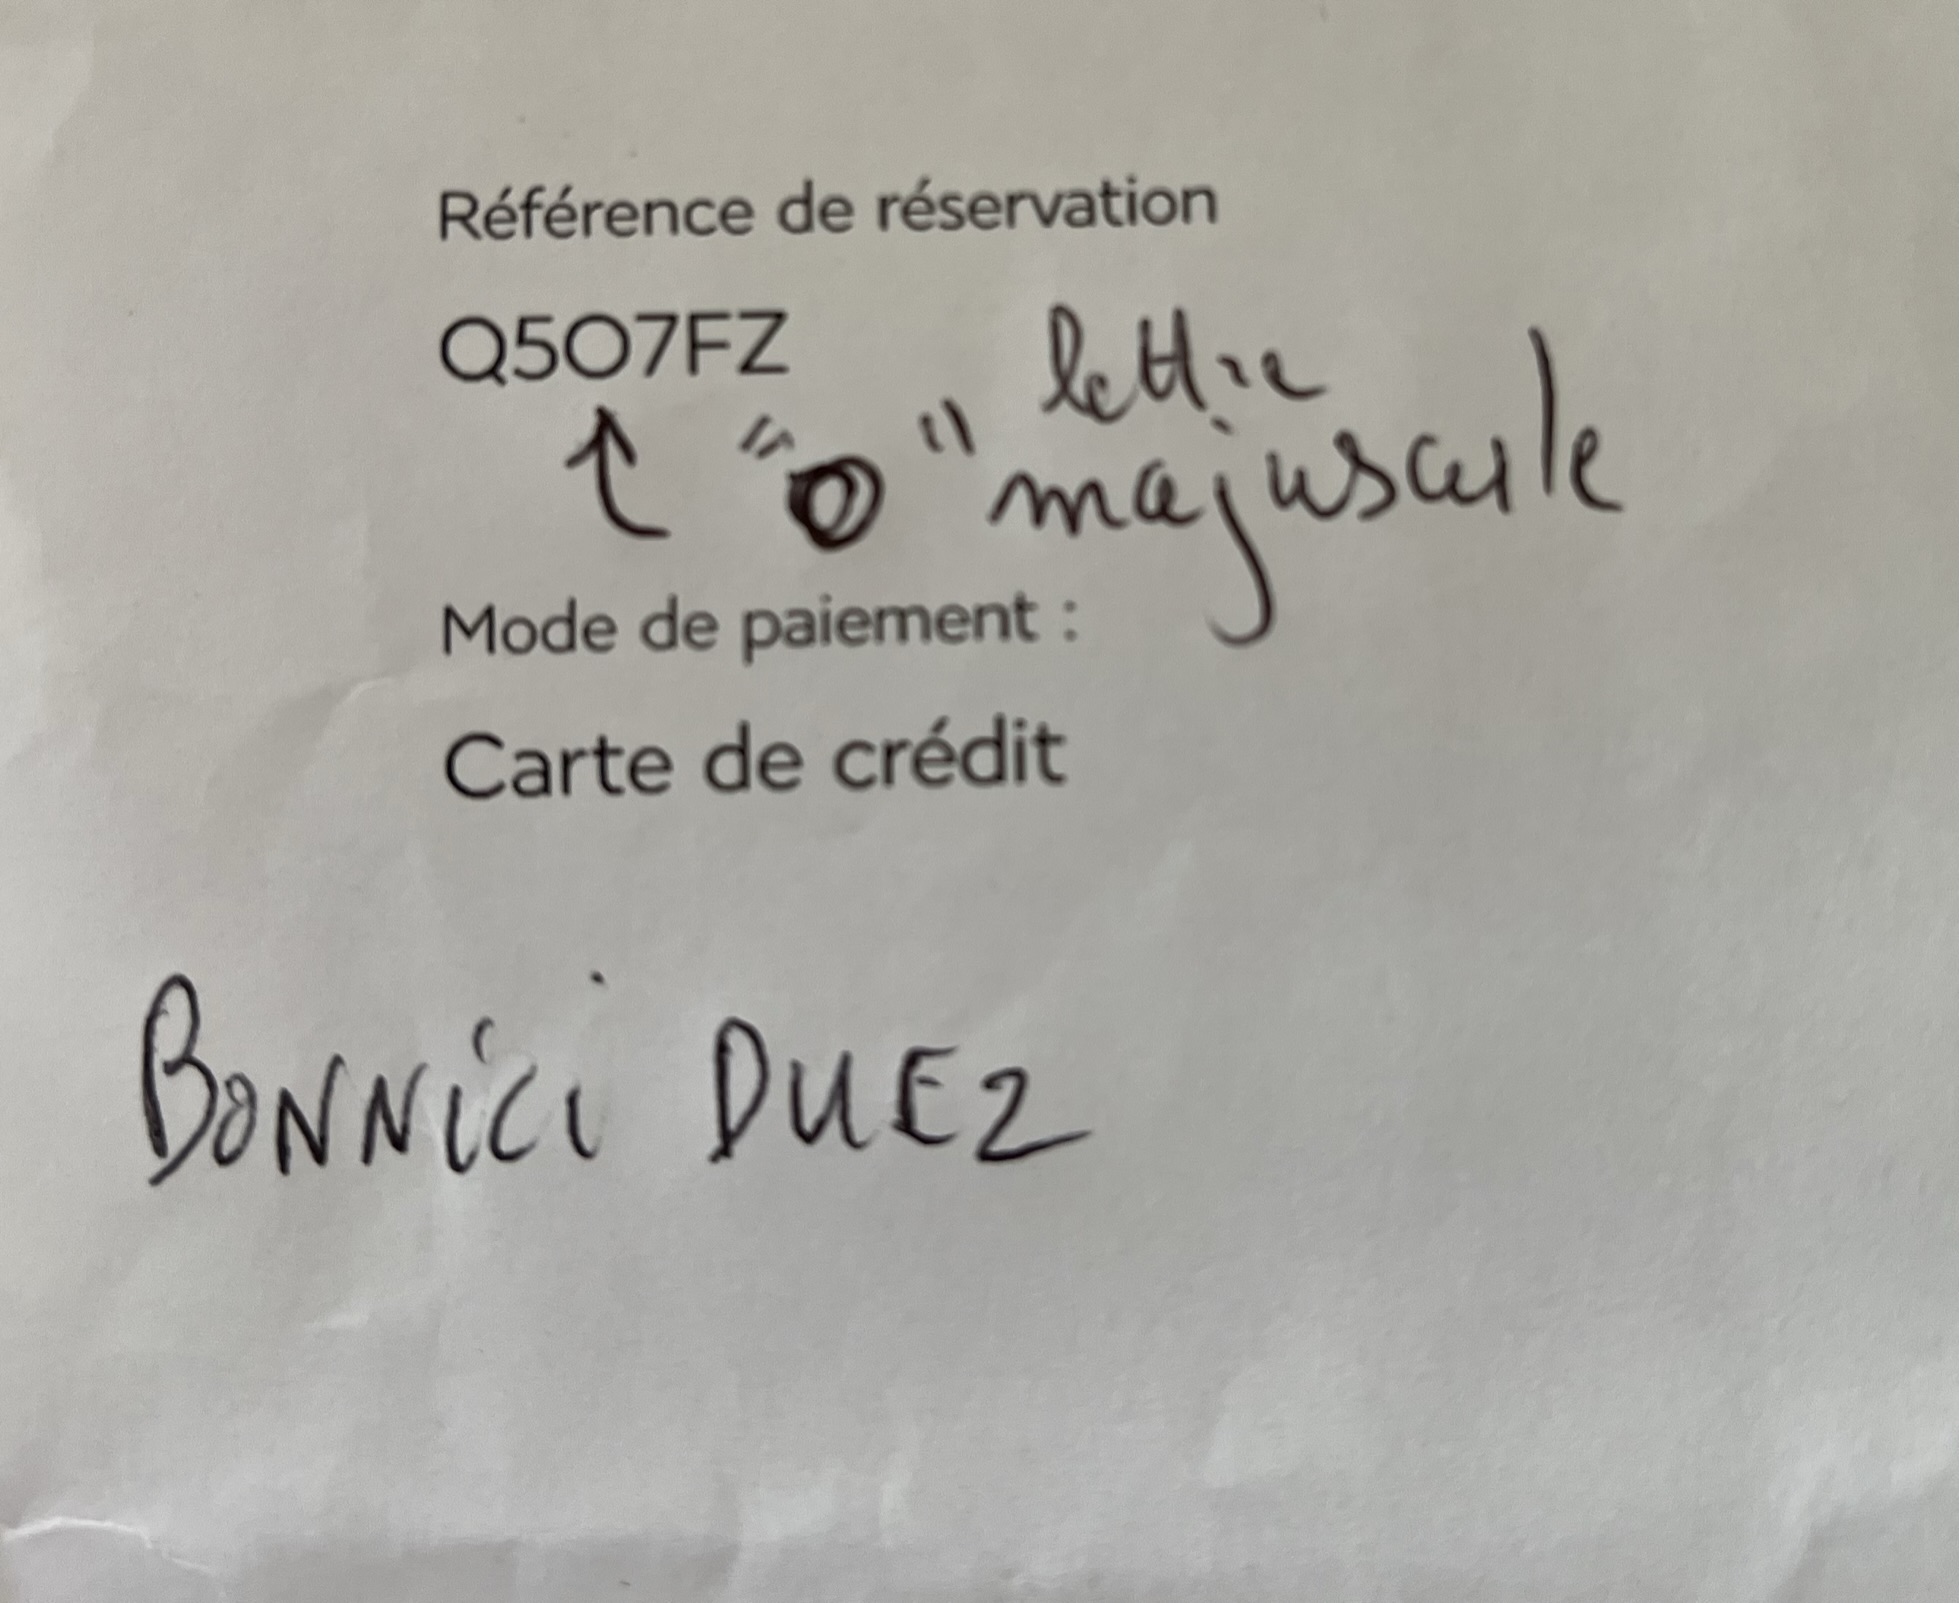 Référence de réservation
Q5O7FZ
lettre
↑ "O" majuscule
Mode de paiement :
Carte de crédit
BONNiCi DUEZ